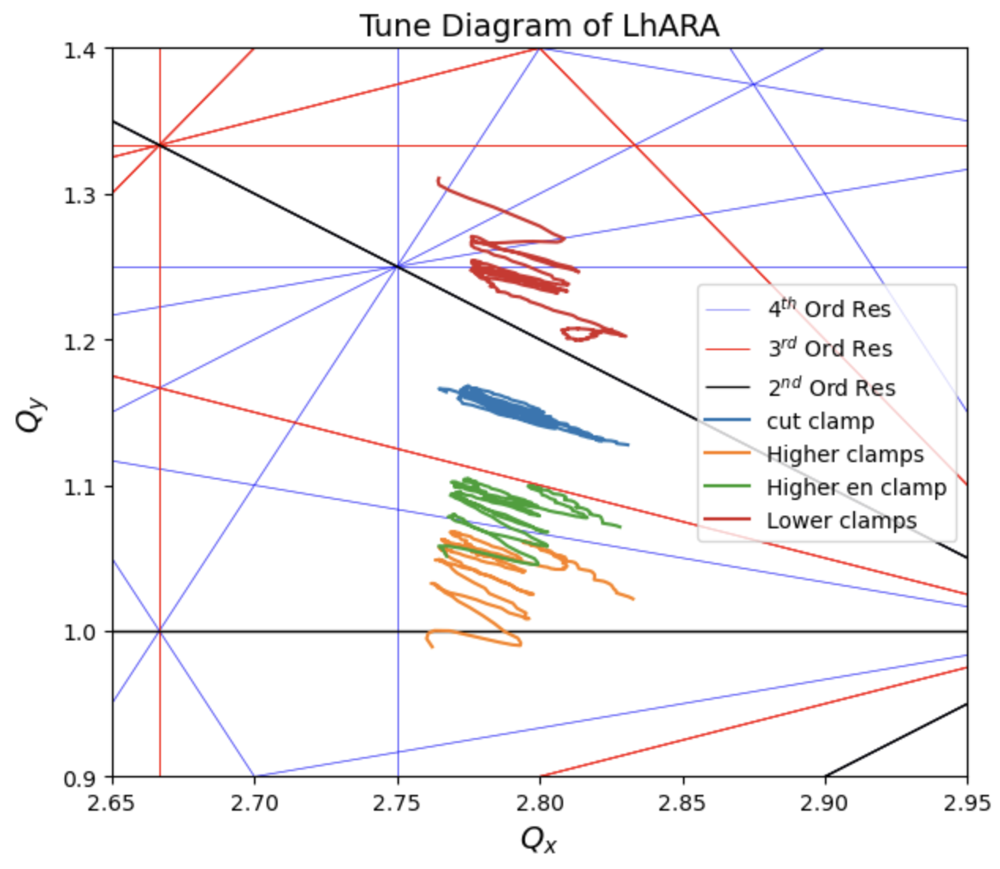 Tune Diagram of LhARA
1.4
1.3
1.2
1.1
1.0
0.9
Qy
4th Ord Res
3rd Ord Res
2nd Ord Res
cut clamp
Higher clamps
Higher en clamp
Lower clamps
2.65 2.70 2.75 2.80 2.85 2.90 2.95
Qx